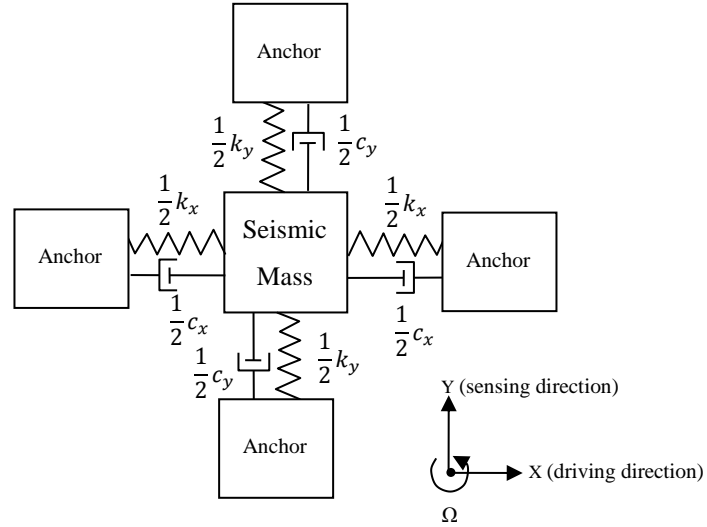 Anchor
1/2 k_y
1/2 c_y
1/2 k_x
1/2 k_x
Anchor
Seismic
Mass
Anchor
1/2 c_x
1/2 c_x
1/2 c_y
1/2 k_y
Anchor
Y (sensing direction)
X (driving direction)
Ω